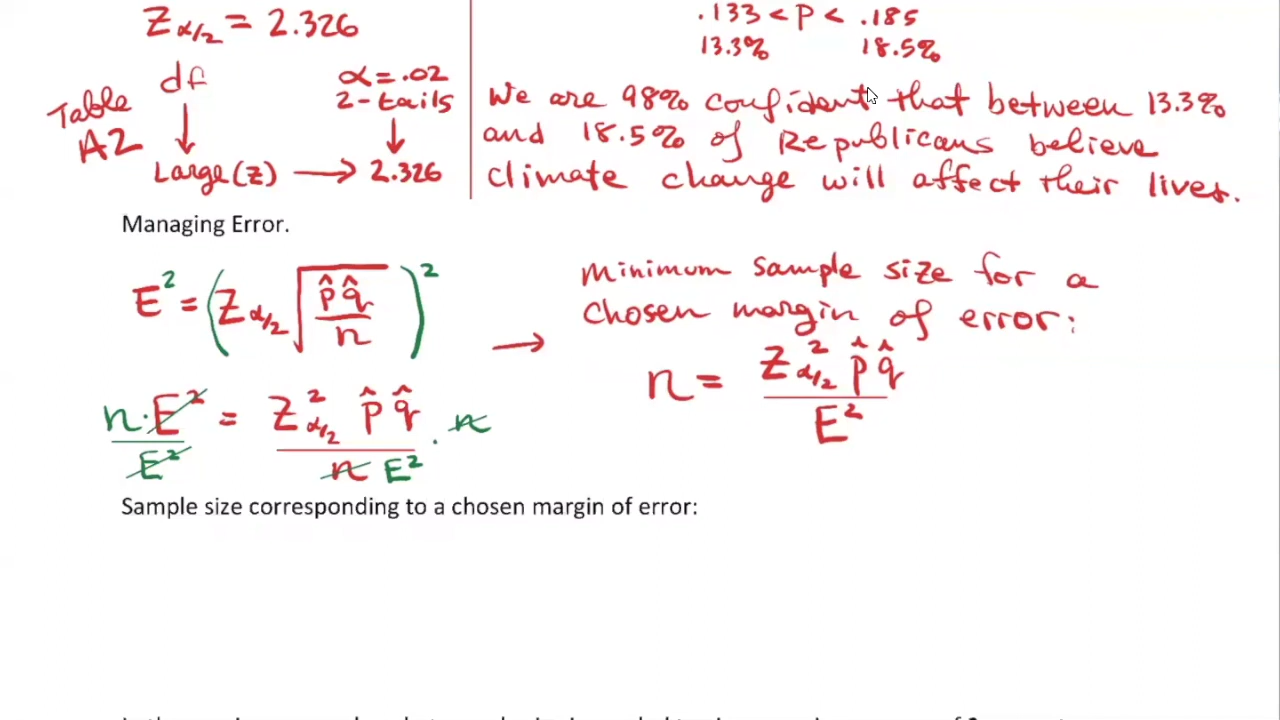 Zα/2 = 2.326
.133 < p < .185
13.3% 18.5%
df
α = .02
2-tails
Table
A2
Large(z) → 2.326
We are 98% confident that between 13.3%
and 18.5% of Republicans believe
climate change will affect their lives.
Managing Error.
E² = (Zα/2 √(p̂q̂/n))²
n·E²/E² = Z²α/2 p̂q̂/(n E²) · n
→
Minimum sample size for a
chosen margin of error:
n = Z²α/2 p̂q̂/E²
Sample size corresponding to a chosen margin of error: